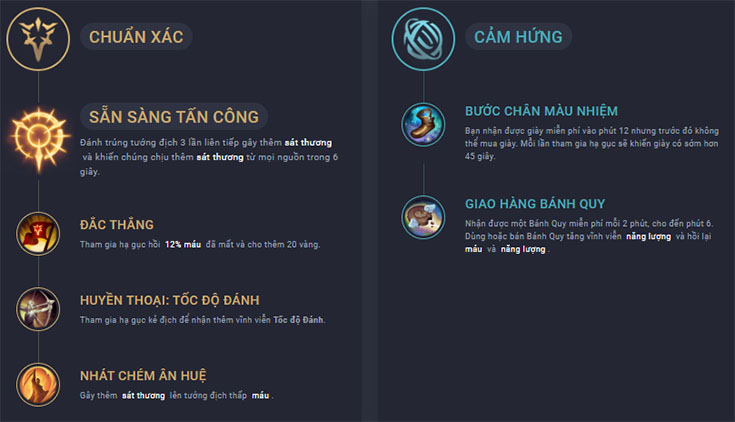 CHUẨN XÁC
SẴN SÀNG TẤN CÔNG
Đánh trúng tướng địch 3 lần liên tiếp gây thêm sát thương
và khiến chúng chịu thêm sát thương từ mọi nguồn trong 6
giây.
ĐẮC THẮNG
Tham gia hạ gục hồi 12% máu đã mất và cho thêm 20 vàng.
HUYỀN THOẠI: TỐC ĐỘ ĐÁNH
Tham gia hạ gục kẻ địch để nhận thêm vĩnh viễn Tốc độ Đánh.
NHÁT CHÉM ÂN HUỆ
Gây thêm sát thương lên tướng địch thấp máu .
CẢM HỨNG
BƯỚC CHÂN MÀU NHIỆM
Bạn nhận được giày miễn phí vào phút 12 nhưng trước đó không
thể mua giày. Mỗi lần tham gia hạ gục sẽ khiến giày có sớm hơn
45 giây.
GIAO HÀNG BÁNH QUY
Nhận được một Bánh Quy miễn phí mỗi 2 phút, cho đến phút 6.
Dùng hoặc bán Bánh Quy tăng vĩnh viễn năng lượng và hồi lại
máu và năng lượng .